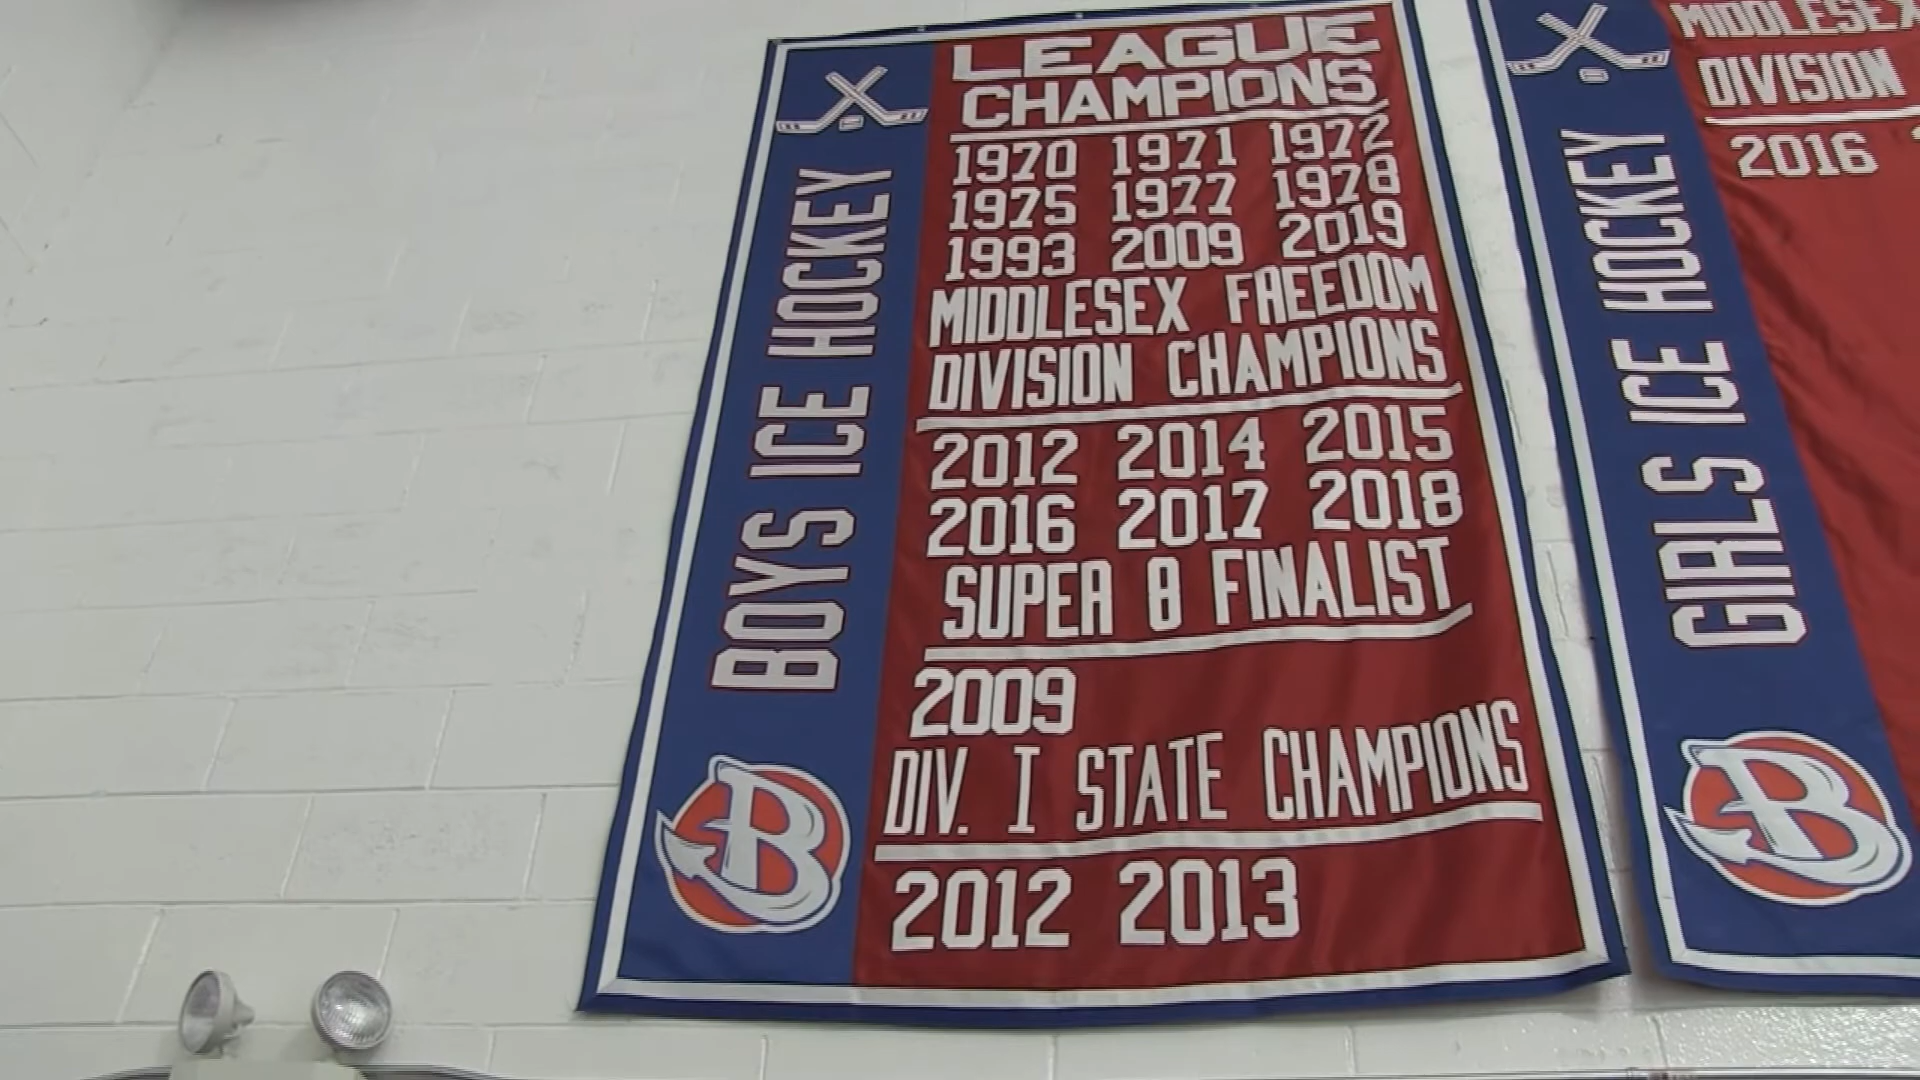 LEAGUE
CHAMPIONS
1970 1971 1972
1975 1977 1978
1993 2009 2019
MIDDLESEX FREEDOM
DIVISION CHAMPIONS
2012 2014 2015
2016 2017 2018
SUPER 8 FINALIST
2009
DIV. I STATE CHAMPIONS
2012 2013
BOYS ICE HOCKEY
B
MIDDLESEX
DIVISION
2016
GIRLS ICE HOCKEY
B